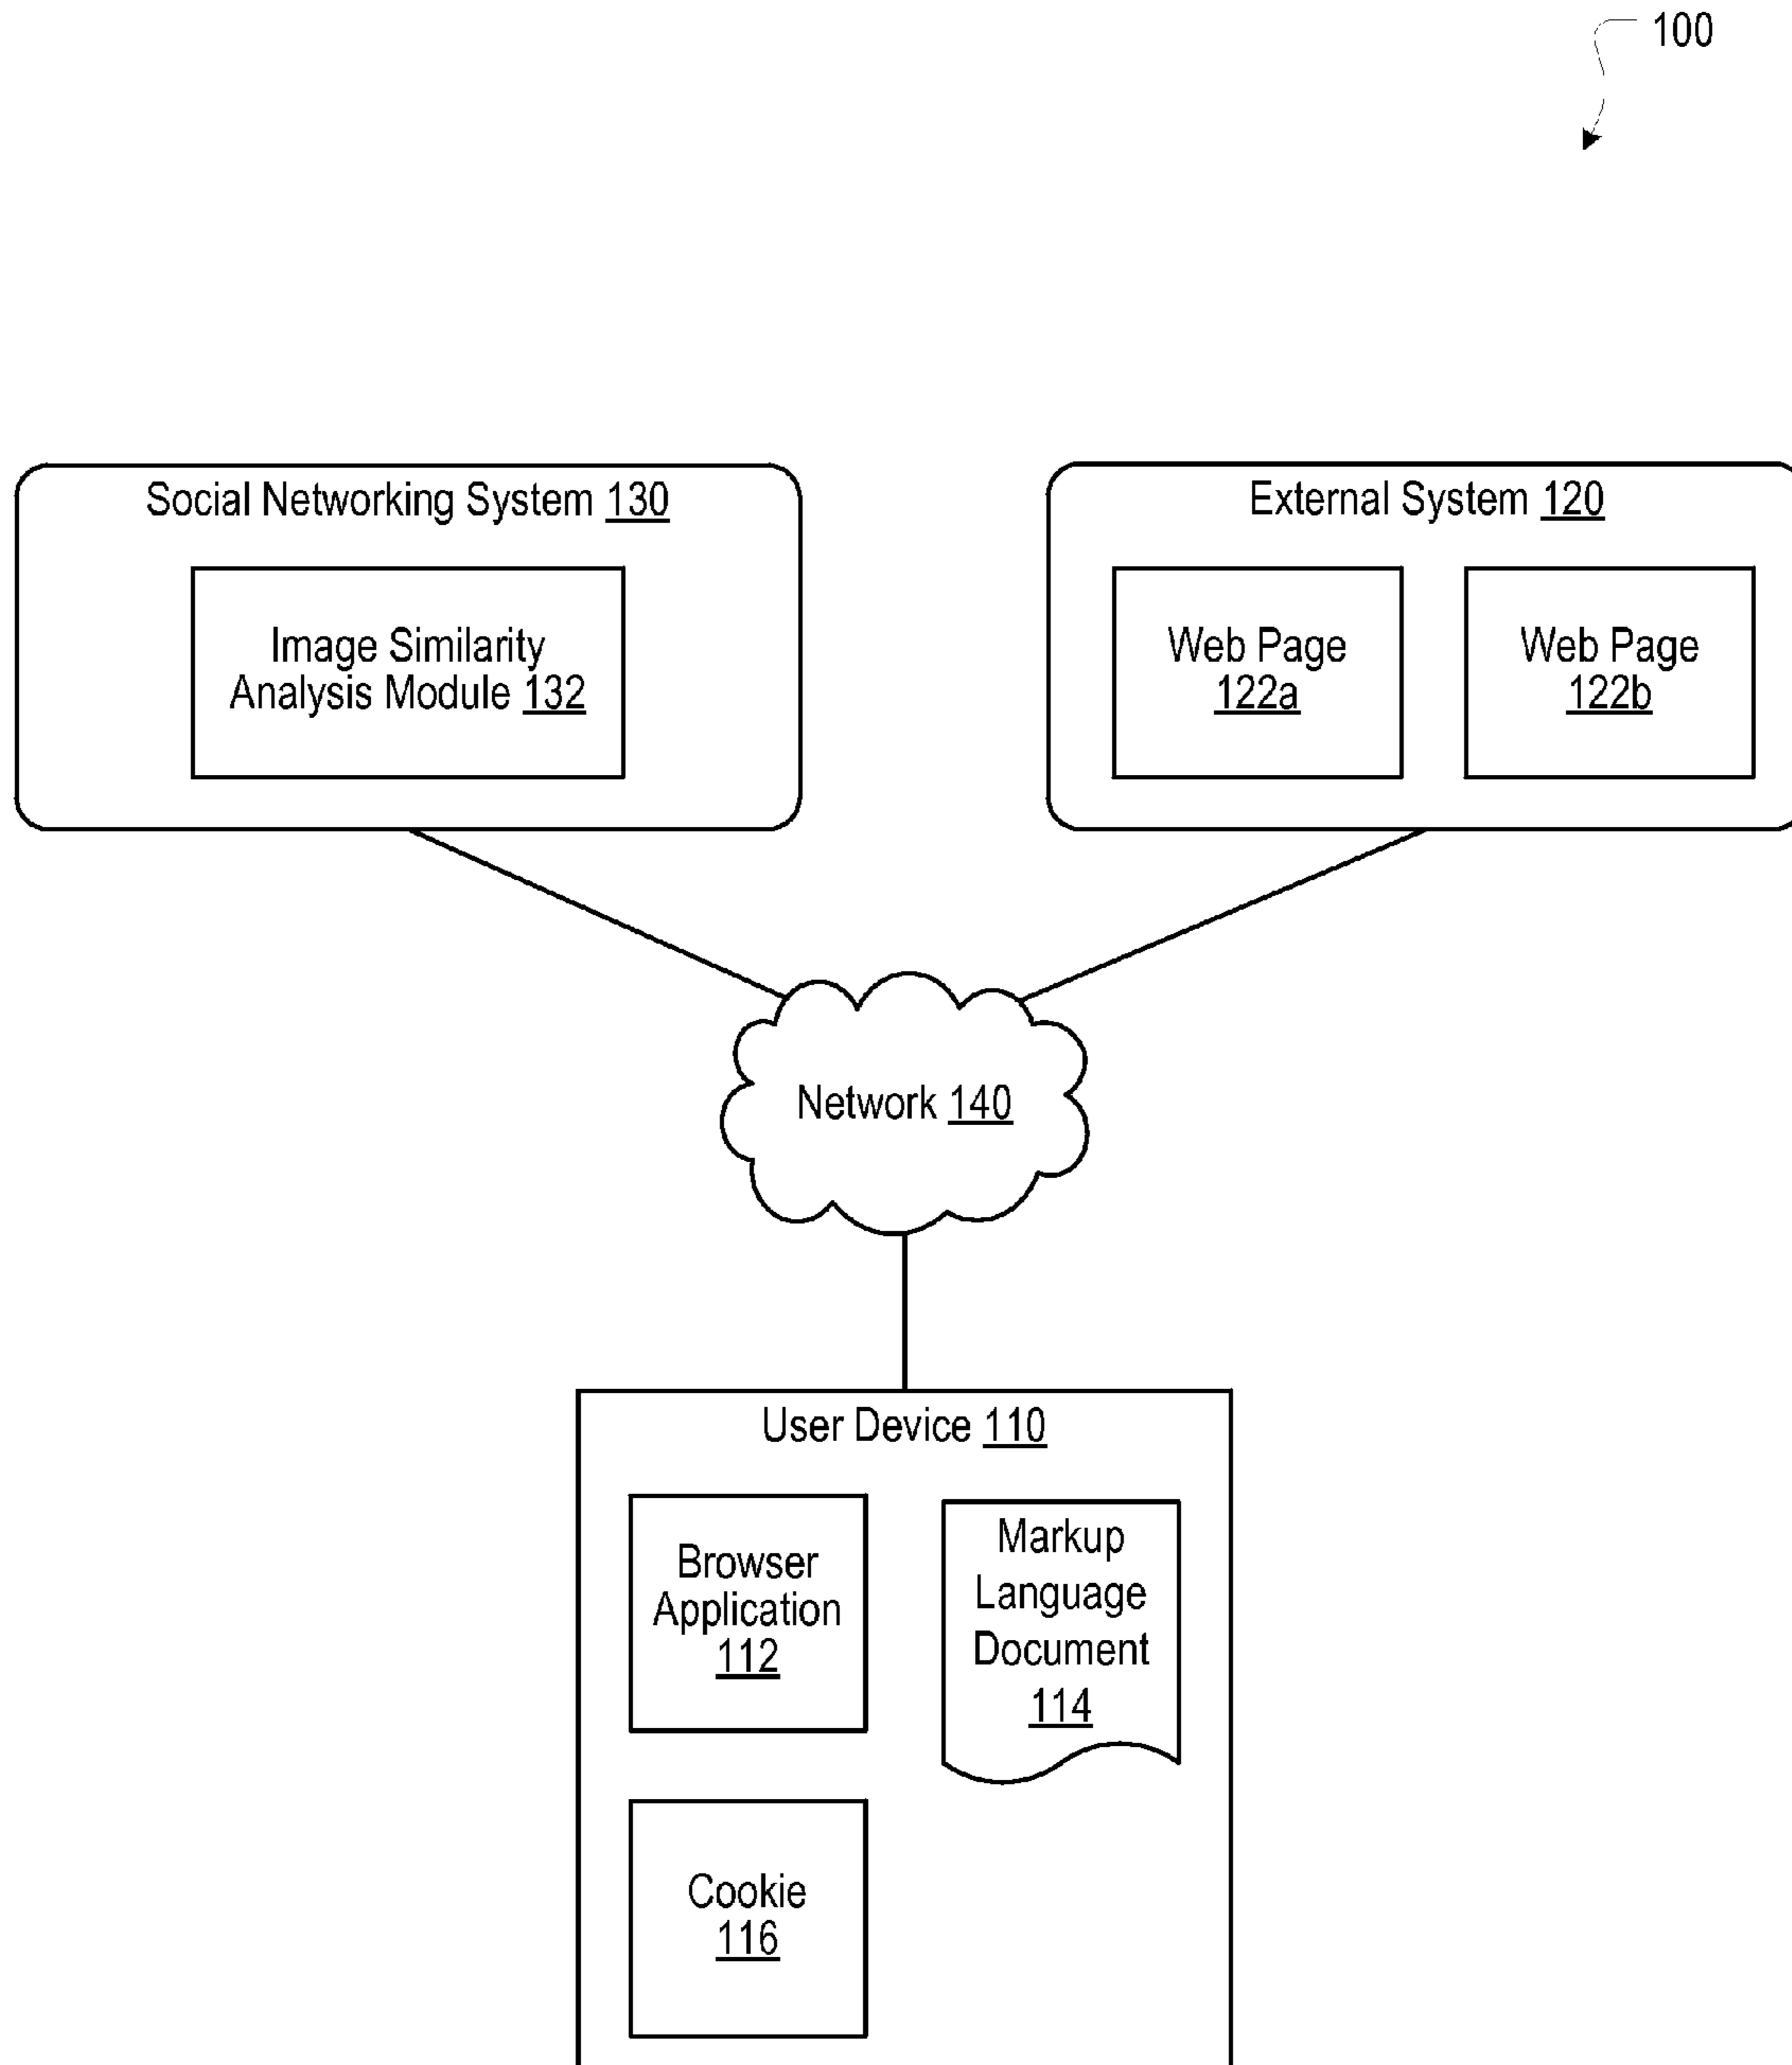 100
Social Networking System 130
Image Similarity
Analysis Module 132
External System 120
Web Page
122a
Web Page
122b
Network 140
User Device 110
Browser
Application
112
Markup
Language
Document
114
Cookie
116